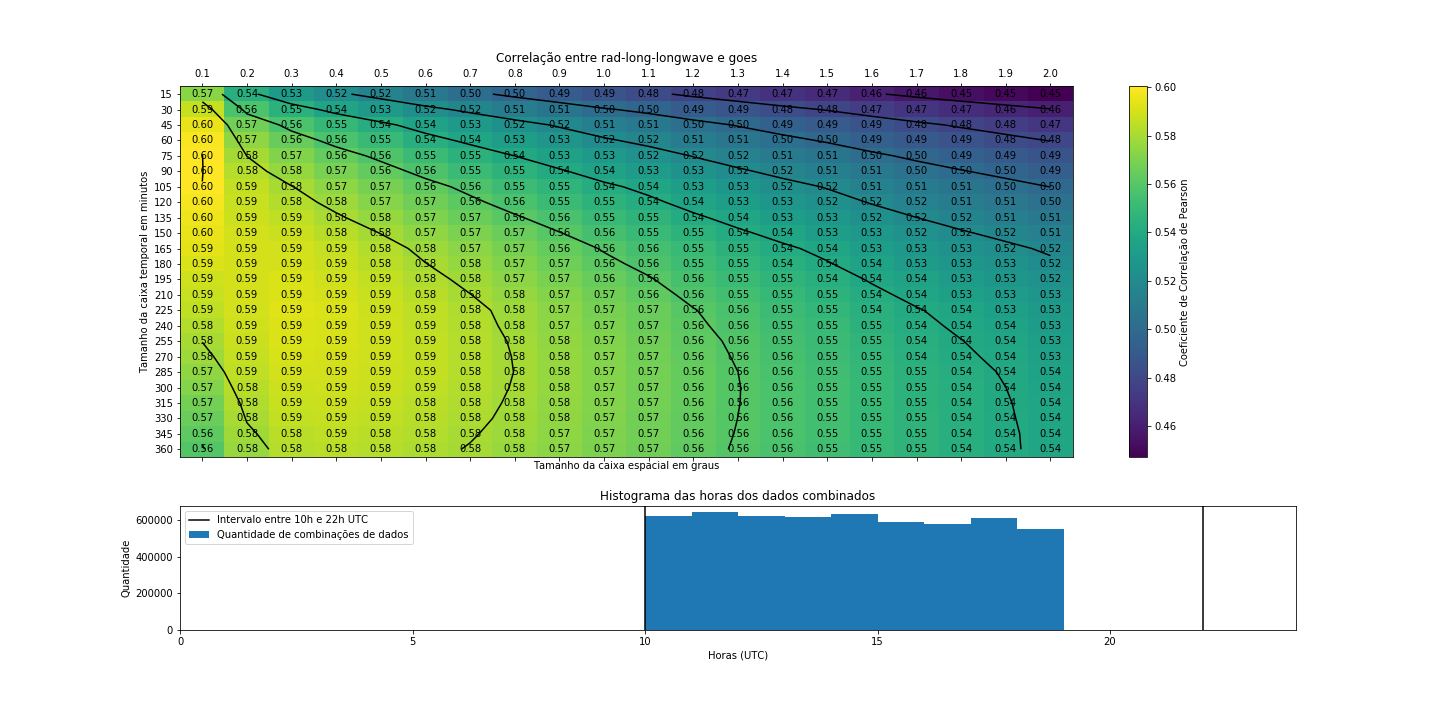 Correlação entre rad-long-longwave e goes
0.1 0.2 0.3 0.4 0.5 0.6 0.7 0.8 0.9 1.0 1.1 1.2 1.3 1.4 1.5 1.6 1.7 1.8 1.9 2.0
15 0.57 0.54 0.53 0.52 0.52 0.51 0.50 0.50 0.49 0.49 0.48 0.48 0.47 0.47 0.47 0.46 0.46 0.45 0.45 0.45
30 0.59 0.56 0.55 0.54 0.53 0.52 0.52 0.51 0.51 0.50 0.50 0.49 0.49 0.48 0.48 0.47 0.47 0.47 0.46 0.46
45 0.60 0.57 0.56 0.55 0.54 0.54 0.53 0.52 0.52 0.51 0.51 0.50 0.50 0.49 0.49 0.49 0.48 0.48 0.48 0.47
60 0.60 0.57 0.56 0.56 0.55 0.54 0.54 0.53 0.53 0.52 0.52 0.51 0.51 0.50 0.50 0.49 0.49 0.49 0.48 0.48
75 0.60 0.58 0.57 0.56 0.56 0.55 0.55 0.54 0.53 0.53 0.52 0.52 0.52 0.51 0.51 0.50 0.50 0.49 0.49 0.49
90 0.60 0.58 0.58 0.57 0.56 0.56 0.55 0.55 0.54 0.54 0.53 0.53 0.52 0.52 0.51 0.51 0.50 0.50 0.50 0.49
105 0.60 0.59 0.58 0.57 0.57 0.56 0.56 0.55 0.55 0.54 0.54 0.53 0.53 0.52 0.52 0.51 0.51 0.51 0.50 0.50
120 0.60 0.59 0.58 0.58 0.57 0.57 0.56 0.56 0.55 0.55 0.54 0.54 0.53 0.53 0.52 0.52 0.52 0.51 0.51 0.50
135 0.60 0.59 0.59 0.58 0.58 0.57 0.57 0.56 0.56 0.55 0.55 0.54 0.54 0.53 0.53 0.53 0.52 0.52 0.51 0.51
150 0.60 0.59 0.59 0.58 0.58 0.57 0.57 0.57 0.56 0.56 0.55 0.55 0.54 0.54 0.53 0.53 0.53 0.52 0.52 0.51
165 0.59 0.59 0.59 0.59 0.58 0.58 0.57 0.57 0.56 0.56 0.56 0.55 0.55 0.54 0.54 0.53 0.53 0.53 0.52 0.52
180 0.59 0.59 0.59 0.59 0.58 0.58 0.58 0.57 0.57 0.56 0.56 0.55 0.55 0.54 0.54 0.54 0.53 0.53 0.53 0.52
195 0.59 0.59 0.59 0.59 0.59 0.58 0.58 0.57 0.57 0.57 0.56 0.56 0.55 0.55 0.54 0.54 0.54 0.53 0.53 0.52
210 0.59 0.59 0.59 0.59 0.59 0.58 0.58 0.58 0.57 0.57 0.56 0.56 0.55 0.55 0.55 0.54 0.54 0.53 0.53 0.53
225 0.59 0.59 0.59 0.59 0.59 0.59 0.58 0.58 0.57 0.57 0.57 0.56 0.56 0.55 0.55 0.55 0.54 0.54 0.53 0.53
240 0.58 0.59 0.59 0.59 0.59 0.59 0.58 0.58 0.57 0.57 0.57 0.56 0.56 0.55 0.55 0.55 0.54 0.54 0.54 0.53
255 0.58 0.59 0.59 0.59 0.59 0.59 0.58 0.58 0.58 0.57 0.57 0.56 0.56 0.56 0.55 0.55 0.54 0.54 0.54 0.53
270 0.58 0.59 0.59 0.59 0.59 0.59 0.58 0.58 0.58 0.57 0.57 0.56 0.56 0.56 0.55 0.55 0.55 0.54 0.54 0.53
285 0.57 0.59 0.59 0.59 0.59 0.59 0.58 0.58 0.58 0.57 0.57 0.56 0.56 0.56 0.55 0.55 0.55 0.54 0.54 0.54
300 0.57 0.58 0.59 0.59 0.59 0.58 0.58 0.58 0.58 0.57 0.57 0.56 0.56 0.56 0.55 0.55 0.55 0.54 0.54 0.54
315 0.57 0.58 0.59 0.59 0.59 0.58 0.58 0.58 0.58 0.57 0.57 0.56 0.56 0.56 0.55 0.55 0.55 0.54 0.54 0.54
330 0.57 0.58 0.59 0.59 0.58 0.58 0.58 0.58 0.57 0.57 0.57 0.56 0.56 0.56 0.55 0.55 0.55 0.54 0.54 0.54
345 0.56 0.58 0.58 0.59 0.58 0.58 0.58 0.58 0.57 0.57 0.57 0.56 0.56 0.56 0.55 0.55 0.55 0.54 0.54 0.54
360 0.56 0.58 0.58 0.58 0.58 0.58 0.58 0.58 0.57 0.57 0.57 0.56 0.56 0.56 0.55 0.55 0.55 0.54 0.54 0.54
Tamanho da caixa temporal em minutos
Tamanho da caixa espacial em graus
0.60
0.58
0.56
0.54
0.52
0.50
0.48
0.46
Coeficiente de Correlação de Pearson
Histograma das horas dos dados combinados
Intervalo entre 10h e 22h UTC
Quantidade de combinações de dados
600000
400000
200000
0
Quantidade
0 5 10 15 20
Horas (UTC)